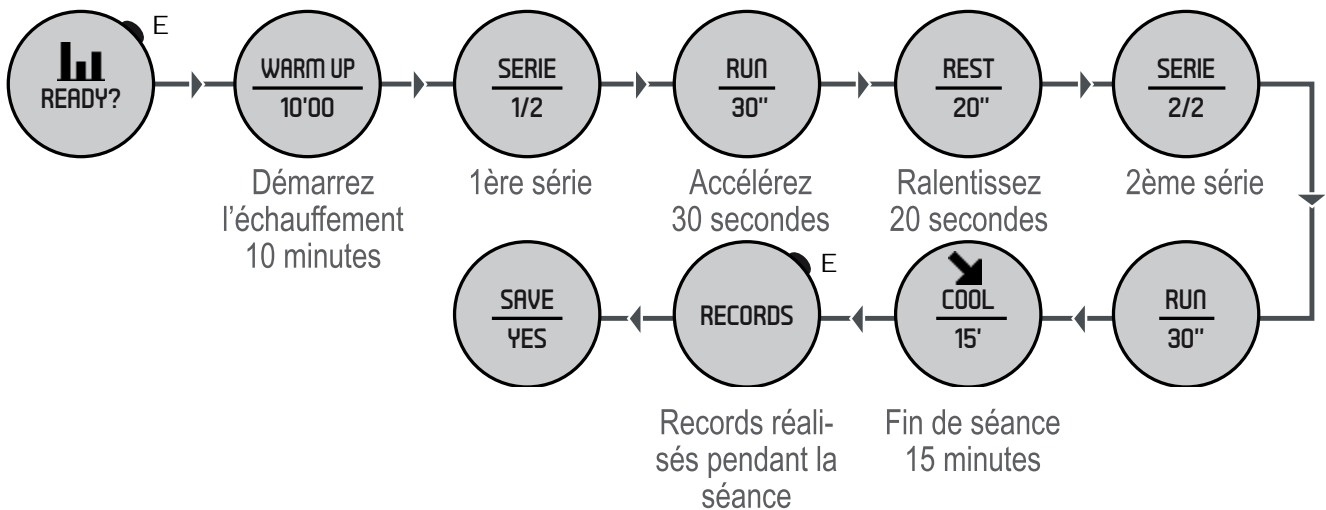 E
READY?
WARM UP
10'00
SERIE
1/2
RUN
30"
REST
20"
SERIE
2/2
Démarrez
l'échauffement
10 minutes
1ère série
Accélérez
30 secondes
Ralentissez
20 secondes
2ème série
RUN
30"
COOL
15'
E
RECORDS
SAVE
YES
Fin de séance
15 minutes
Records réali-
sés pendant la
séance